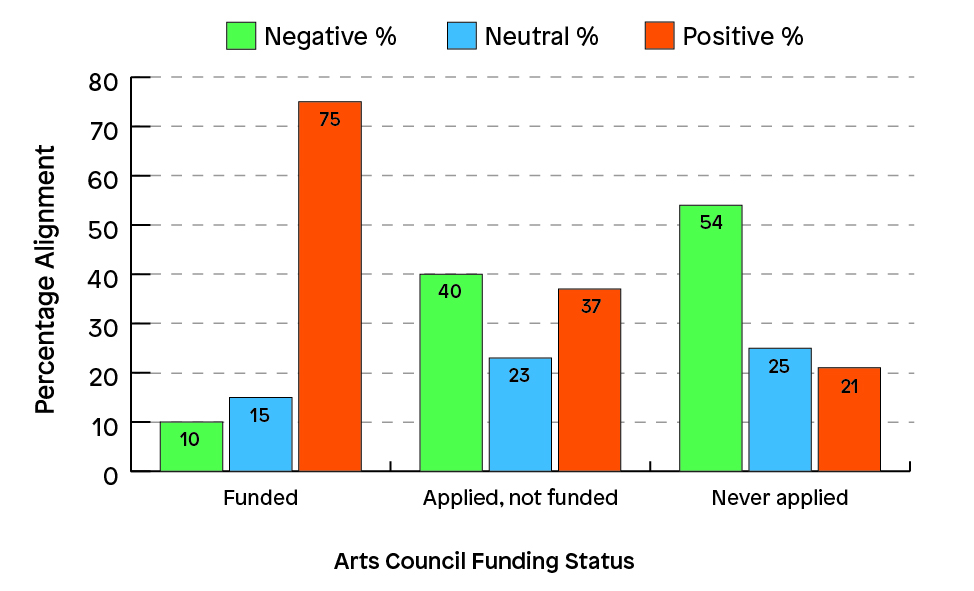 Negative % Neutral % Positive %
80
70
60
50
40
30
20
10
0
Percentage Alignment
10 15 75
40 23 37
54 25 21
Funded Applied, not funded Never applied
Arts Council Funding Status